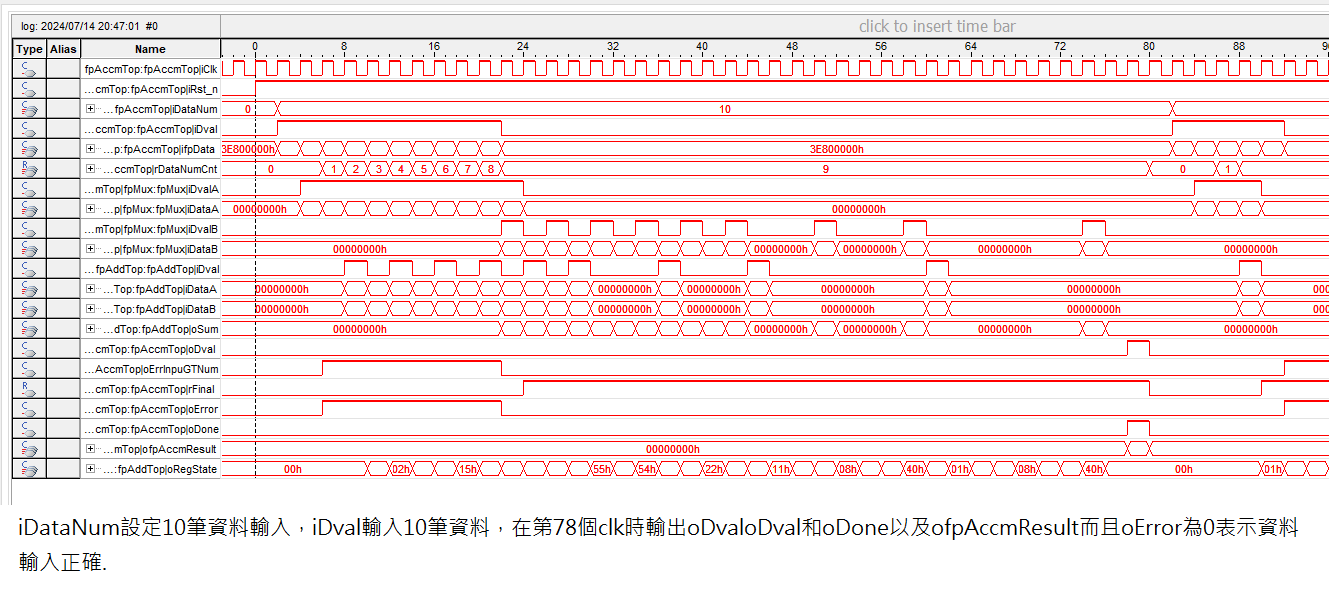 log: 2024/07/14 20:47:01 #0 click to insert time bar
Type Alias Name 0 8 16 24 32 40 48 56 64 72 80 88 96
fpAccmTop:fpAccmTop|iClk
...cmTop:fpAccmTop|iRst_n
...fpAccmTop|iDataNum 0 10
...ccmTop:fpAccmTop|iDval
...p:fpAccmTop|ifpData 3E800000h 3E800000h
...ccmTop|rDataNumCnt 0 1 2 3 4 5 6 7 8 9 0 1
...mTop|fpMux:fpMux|iDvalA
...p|fpMux:fpMux|iDataA 00000000h 00000000h
...mTop|fpMux:fpMux|iDvalB
...p|fpMux:fpMux|iDataB 00000000h 00000000h 00000000h 00000000h 00000000h
...fpAddTop:fpAddTop|iDval
...Top:fpAddTop|iDataA 00000000h 00000000h 00000000h 00000000h 00000000h 000
...Top:fpAddTop|iDataB 00000000h 00000000h 00000000h 00000000h 00000000h 000
...dTop:fpAddTop|oSum 00000000h 00000000h 00000000h 00000000h 00000000h
...cmTop:fpAccmTop|oDval
...AccmTop|oErrInpuGTNum
...cmTop:fpAccmTop|rFinal
...cmTop:fpAccmTop|oError
...cmTop:fpAccmTop|oDone
...mTop|ofpAccmResult 00000000h
...:fpAddTop|oRegState 00h 02h 15h 55h 54h 22h 11h 08h 40h 01h 08h 40h 00h 01h
iDataNum設定10筆資料輸入，iDval輸入10筆資料，在第78個clk時輸出oDvaloDval和oDone以及ofpAccmResult而且oError為0表示資料
輸入正確.